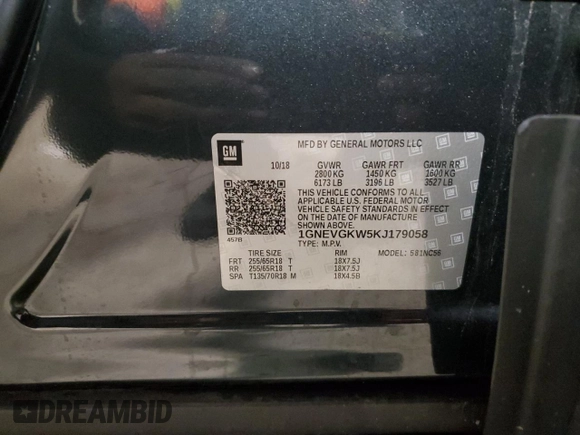 GM
MFD BY GENERAL MOTORS LLC
10/18 GVWR GAWR FRT GAWR RR
2800 KG 1450 KG 1600 KG
6173 LB 3196 LB 3527 LB
THIS VEHICLE CONFORMS TO ALL
APPLICABLE U.S. FEDERAL MOTOR
VEHICLE SAFETY STANDARDS IN EFFECT
ON THE DATE OF MANUFACTURE
SHOWN ABOVE.
1GNEVGKW5KJ179058
TYPE: M.P.V. MODEL: 581NC56
457B
TIRE SIZE RIM
FRT 255/65R18 T 18X7.5J
RR 255/65R18 T 18X7.5J
SPA T135/70R18 M 18X4.5B
DREAMBID